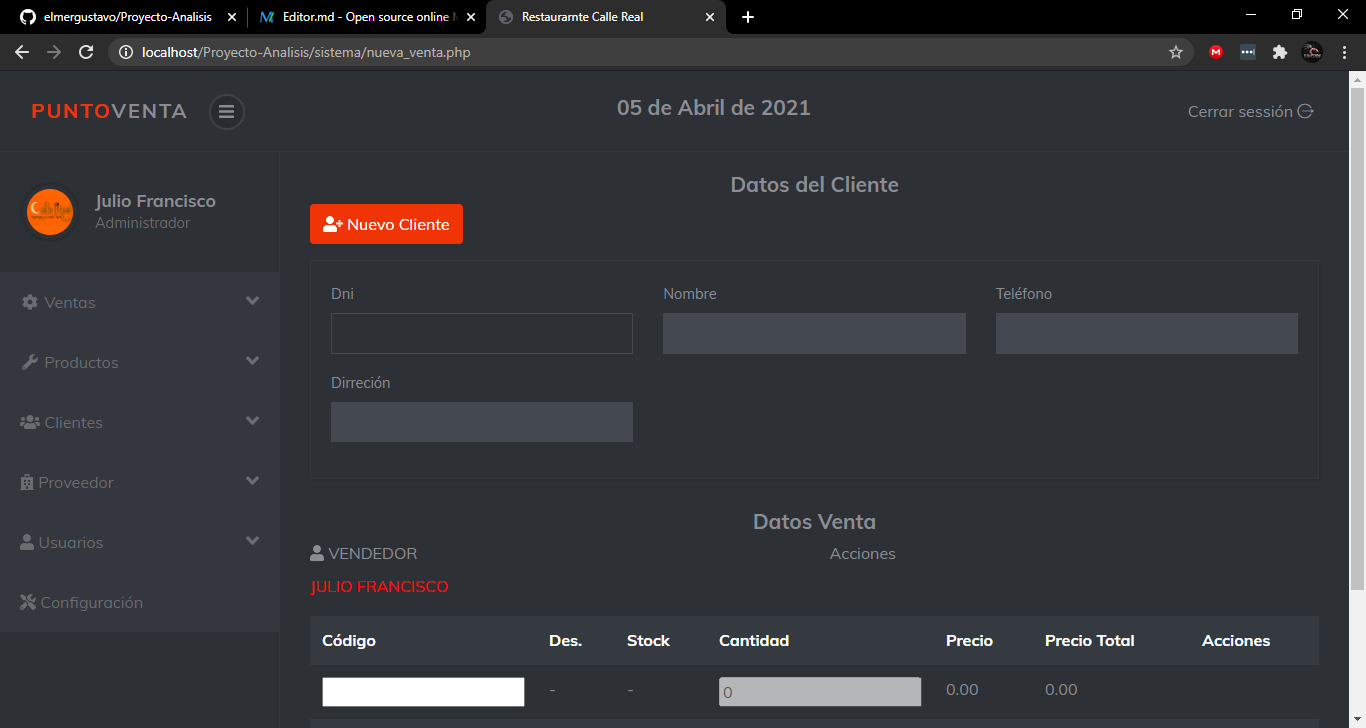 elmergustavo/Proyecto-Analisis
Editor.md - Open source online M
Restaurarnte Calle Real
localhost/Proyecto-Analisis/sistema/nueva_venta.php
PUNTOVENTA
05 de Abril de 2021
Cerrar sessión
Julio Francisco
Administrador
Ventas
Productos
Clientes
Proveedor
Usuarios
Configuración
Datos del Cliente
Nuevo Cliente
Dni
Nombre
Teléfono
Dirreción
Datos Venta
VENDEDOR
Acciones
JULIO FRANCISCO
Código Des. Stock Cantidad Precio Precio Total Acciones
- - 0 0.00 0.00